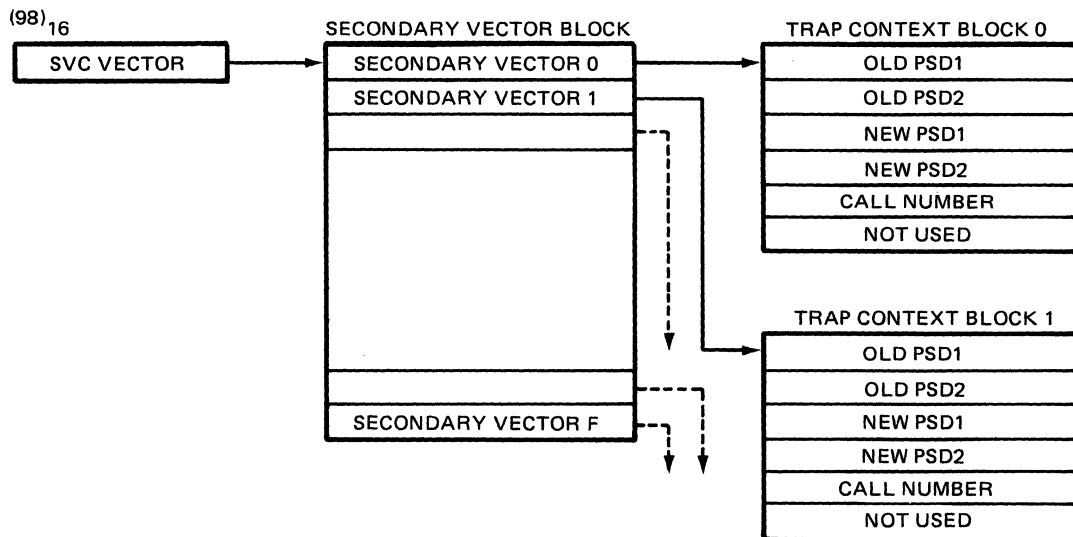 (98)16
SVC VECTOR
SECONDARY VECTOR BLOCK
SECONDARY VECTOR 0
SECONDARY VECTOR 1
SECONDARY VECTOR F
TRAP CONTEXT BLOCK 0
OLD PSD1
OLD PSD2
NEW PSD1
NEW PSD2
CALL NUMBER
NOT USED
TRAP CONTEXT BLOCK 1
OLD PSD1
OLD PSD2
NEW PSD1
NEW PSD2
CALL NUMBER
NOT USED